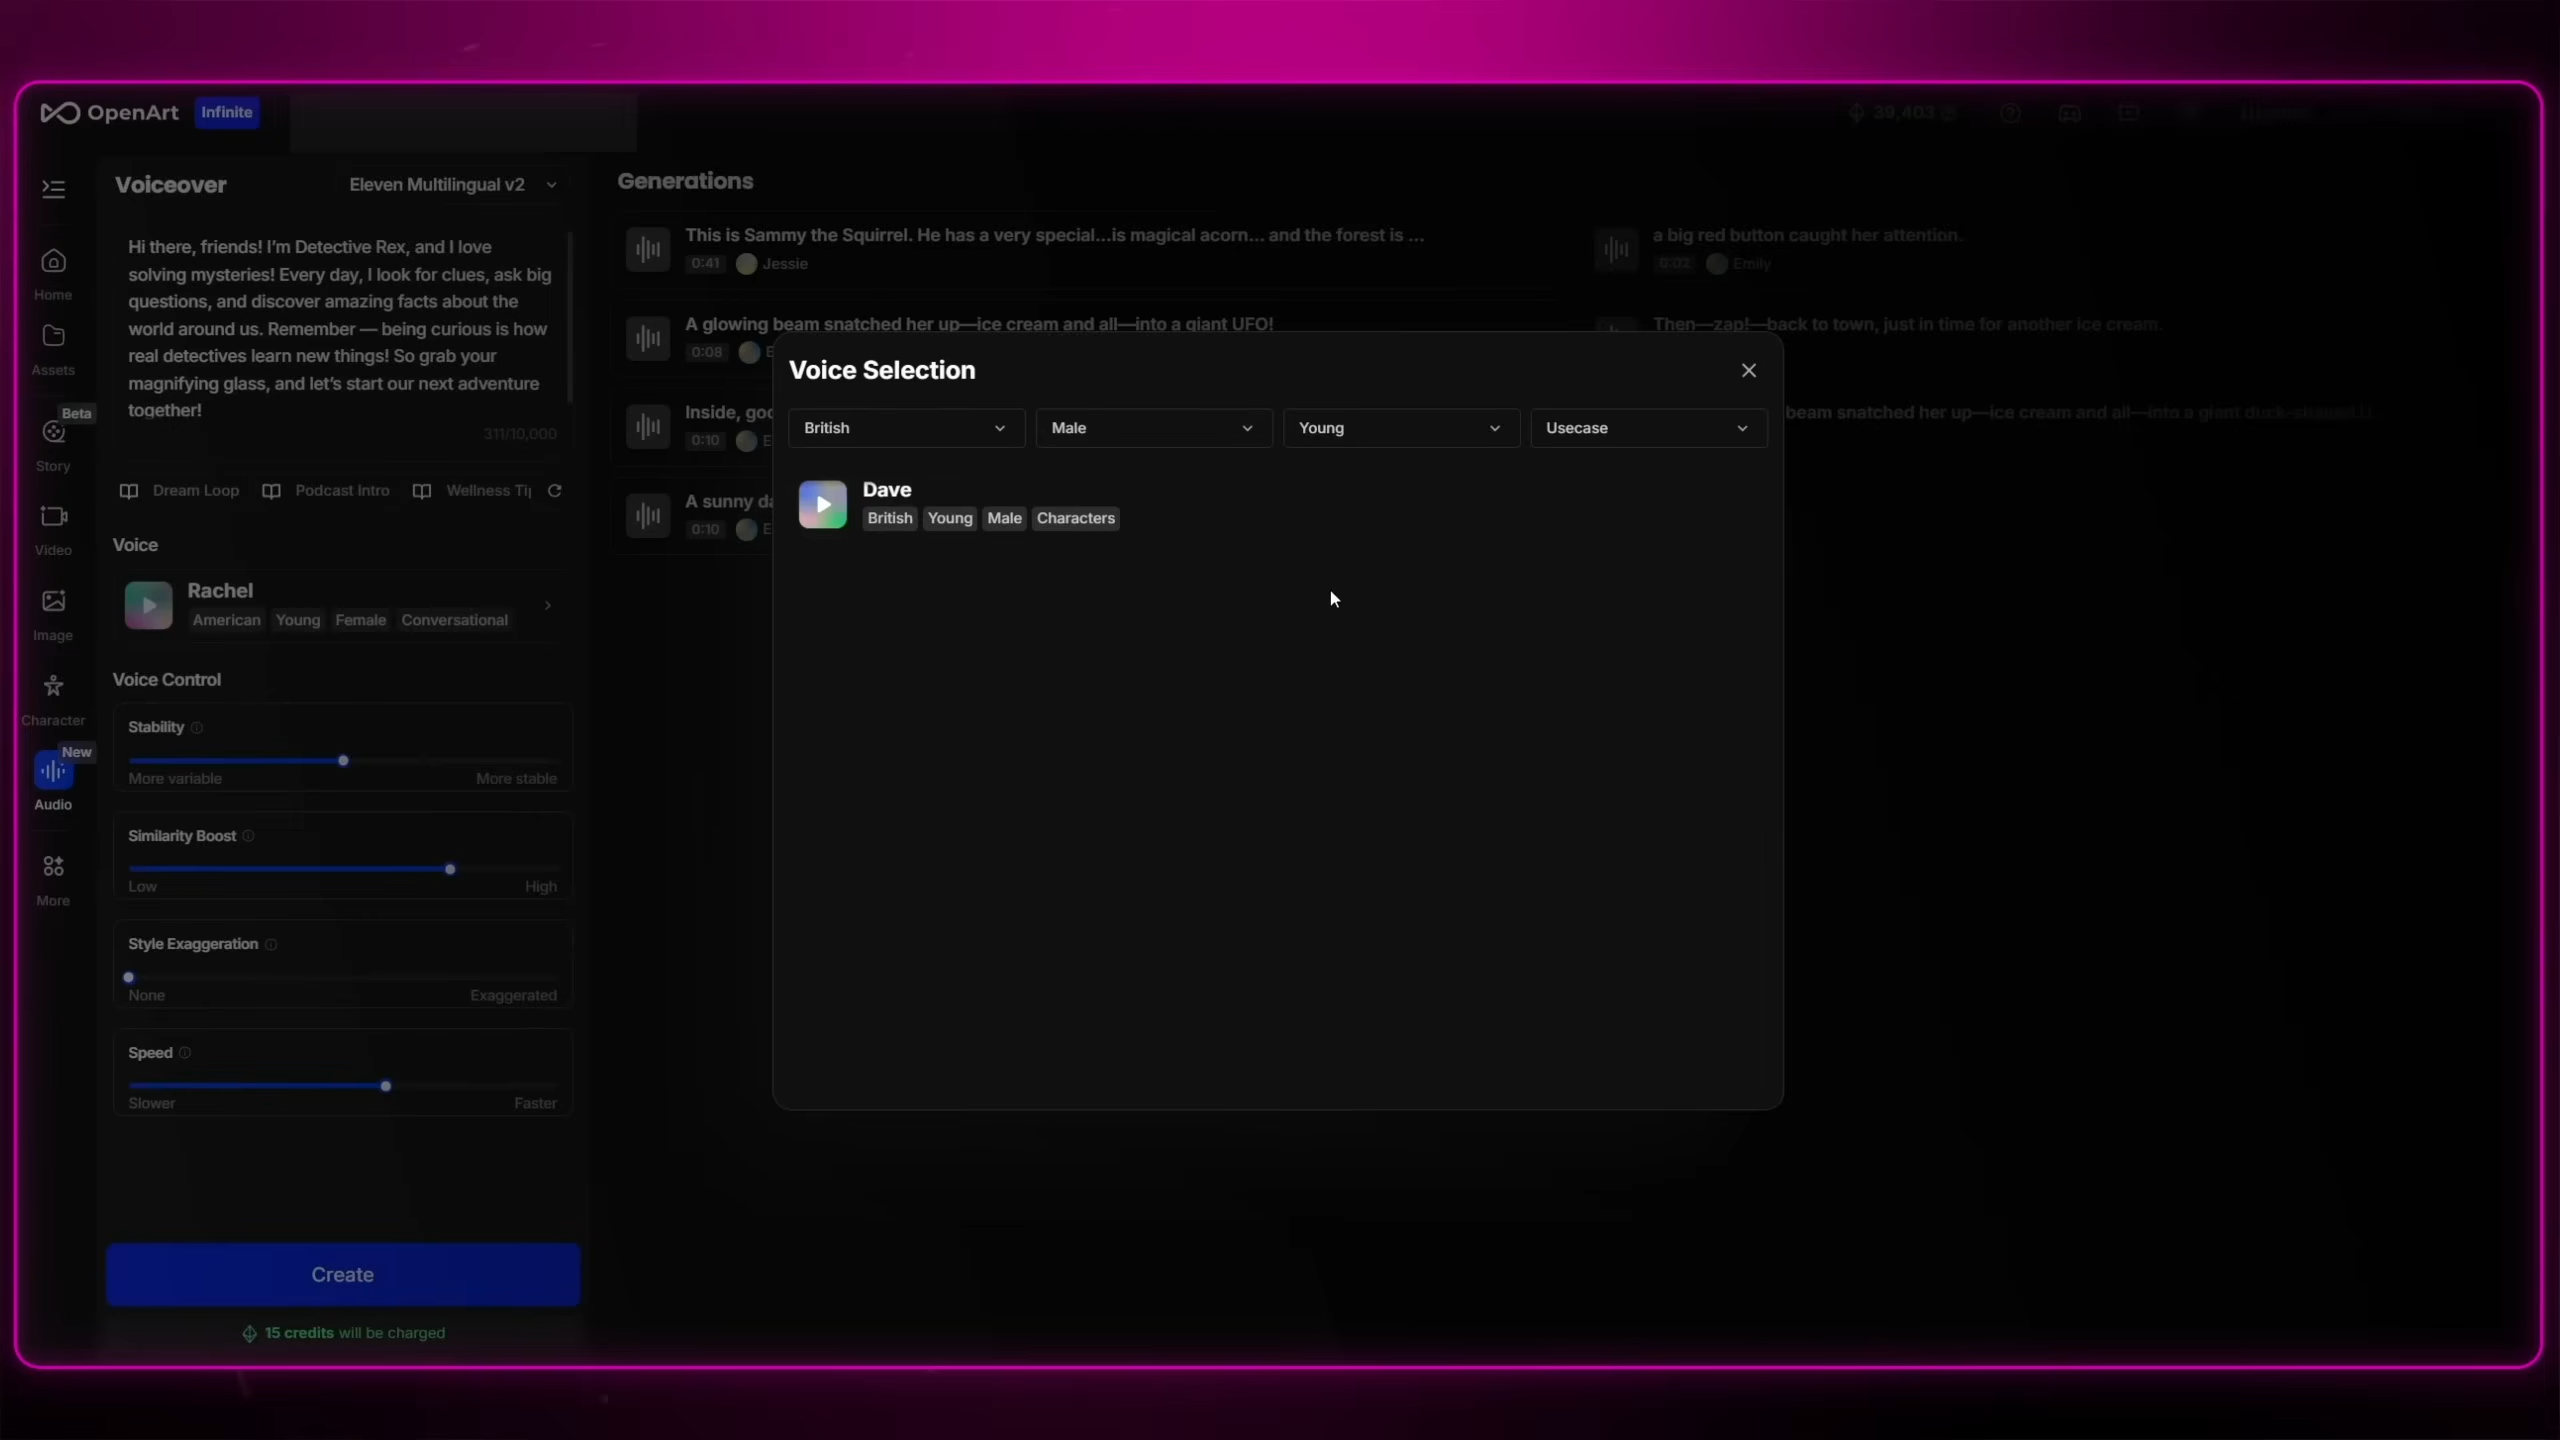 OpenArt Infinite
39,403
Voiceover
Eleven Multilingual v2
Hi there, friends! I'm Detective Rex, and I love
solving mysteries! Every day, I look for clues, ask big
questions, and discover amazing facts about the
world around us. Remember — being curious is how
real detectives learn new things! So grab your
magnifying glass, and let's start our next adventure
together!
311/10,000
Dream Loop Podcast Intro Wellness Ti
Voice
Rachel
American Young Female Conversational
Voice Control
Stability
More variable More stable
Similarity Boost
Low High
Style Exaggeration
None Exaggerated
Speed
Slower Faster
Create
15 credits will be charged
Home
Assets
Beta
Story
Video
Image
Character
New
Audio
More
Generations
This is Sammy the Squirrel. He has a very special...is magical acorn... and the forest is ...
0:41 Jessie
a big red button caught her attention.
0:02 Emily
A glowing beam snatched her up—ice cream and all—into a giant UFO!
0:08 E
Then—zap!—back to town, just in time for another ice cream.
Inside, goo
0:10 E
beam snatched her up—ice cream and all—into a giant duck-shaped
A sunny da
0:10 E
Voice Selection
British Male Young Usecase
Dave
British Young Male Characters